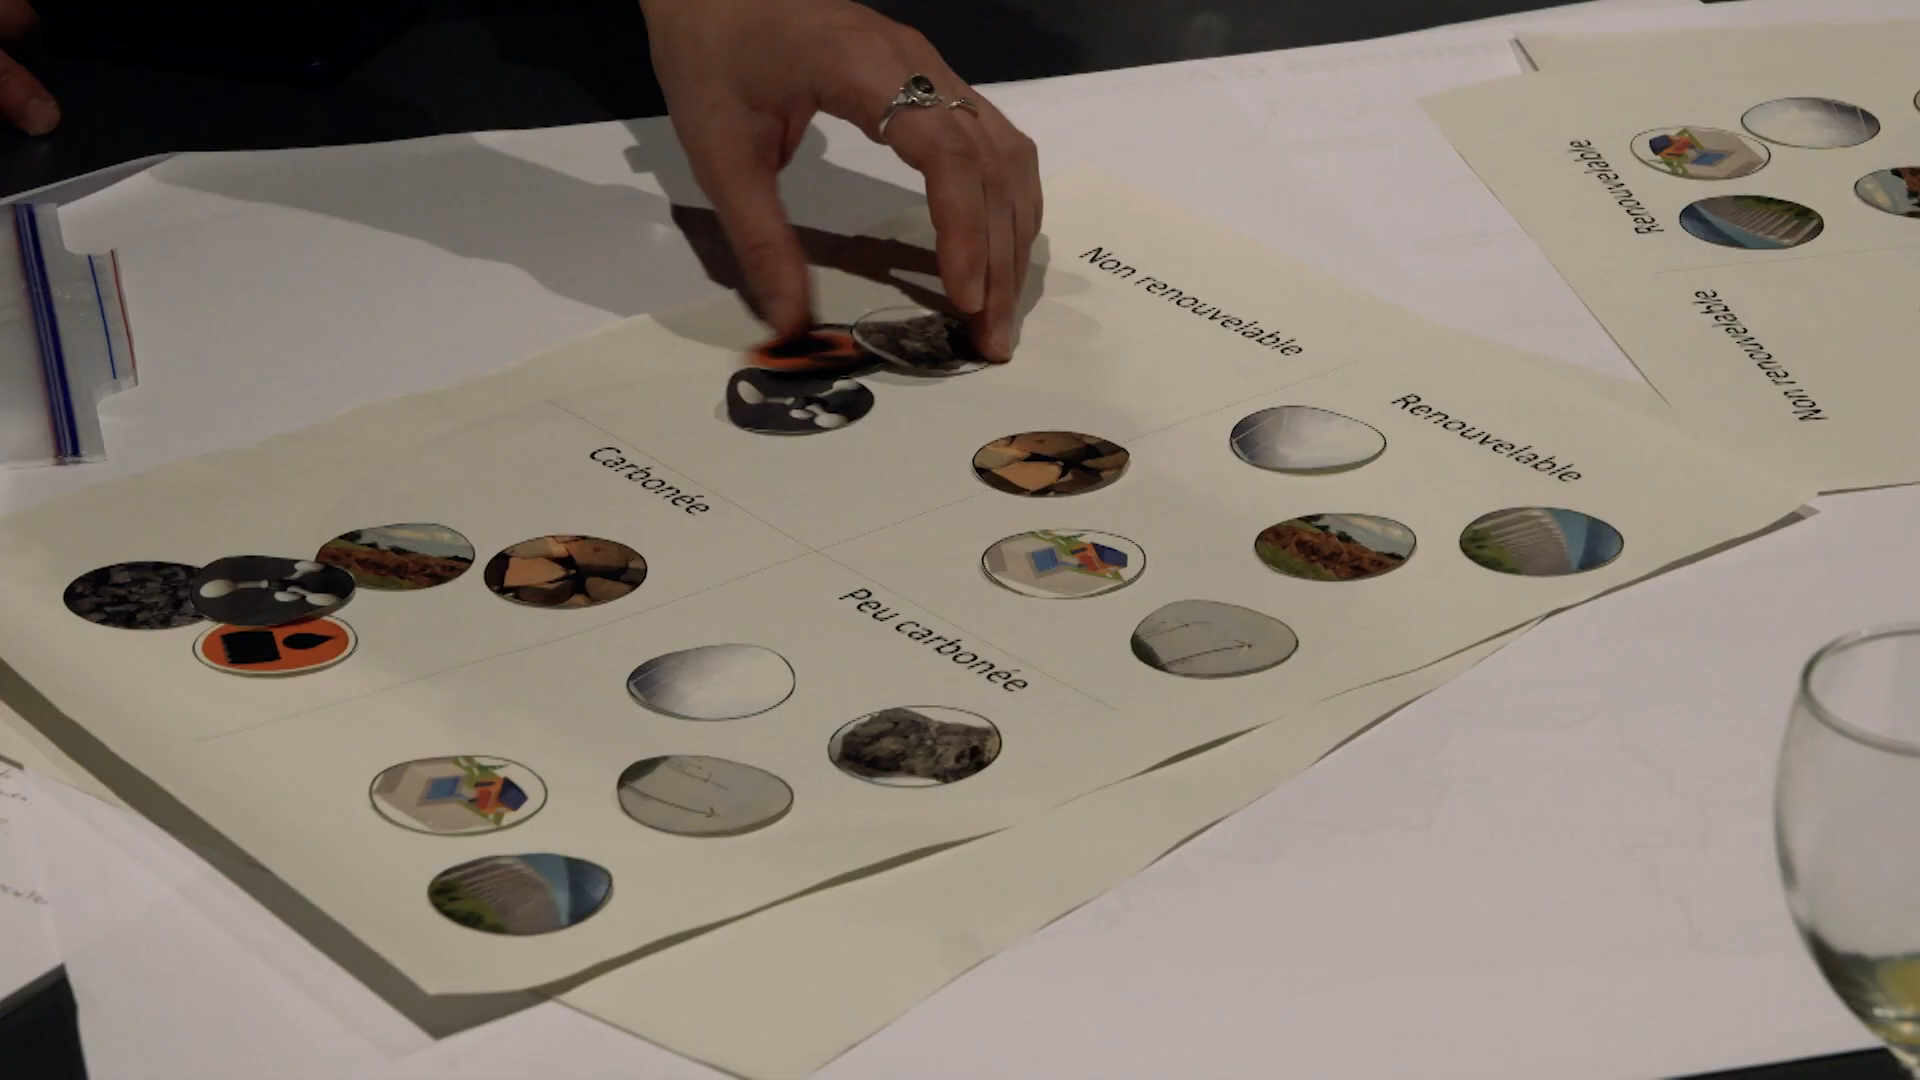 Non renouvelable
Renouvelable
Carbonée
Peu carbonée
Renouvelable
Non renouvelable